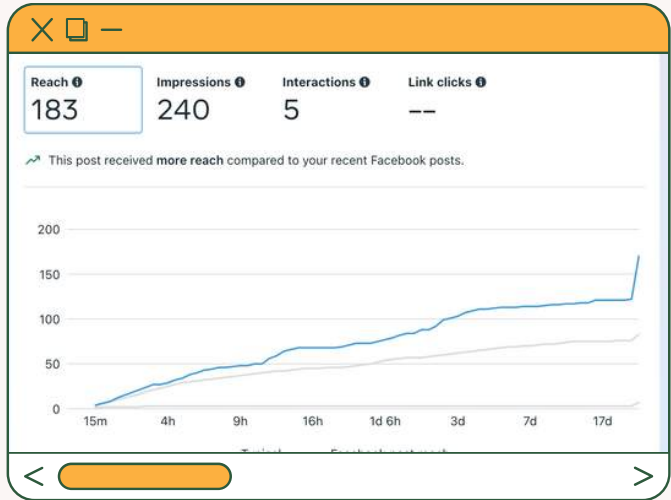 Reach
Impressions
Interactions
Link clicks
183
240
5
--
This post received more reach compared to your recent Facebook posts.
200
150
100
50
0
15m 4h 9h 16h 1d 6h 3d 7d 17d